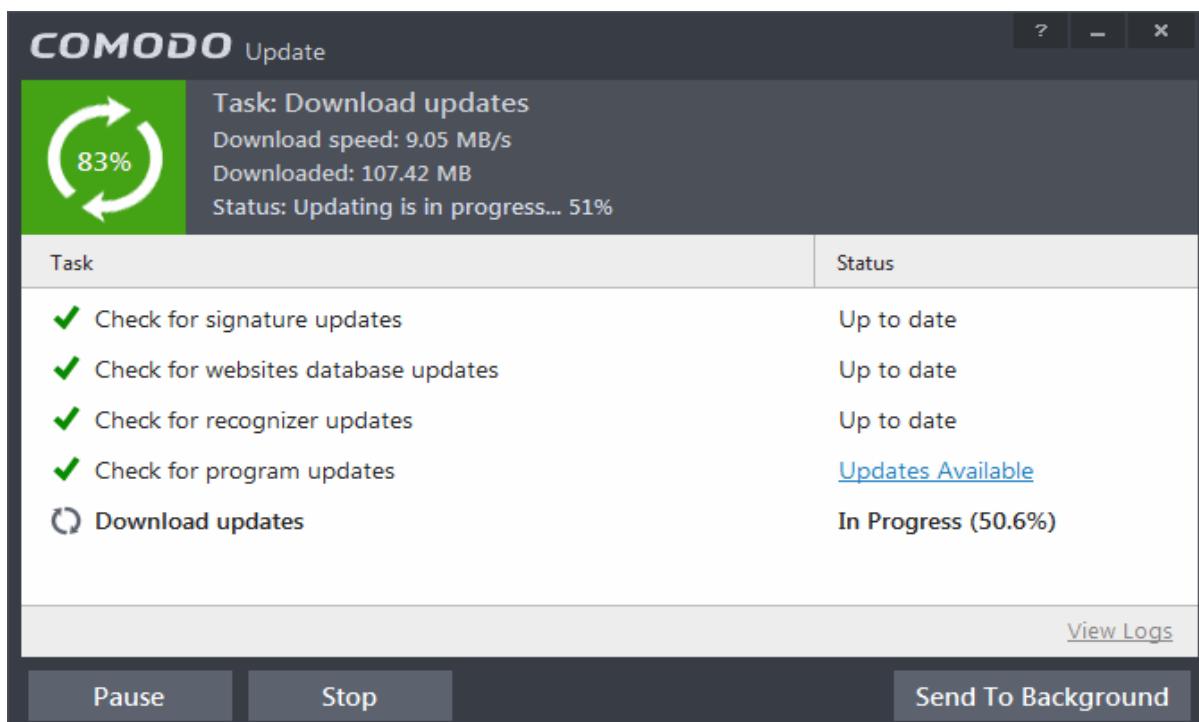 COMODO Update
? – ×
Task: Download updates
83%
Download speed: 9.05 MB/s
Downloaded: 107.42 MB
Status: Updating is in progress... 51%
Task Status
Check for signature updates Up to date
Check for websites database updates Up to date
Check for recognizer updates Up to date
Check for program updates Updates Available
Download updates In Progress (50.6%)
View Logs
Pause Stop Send To Background